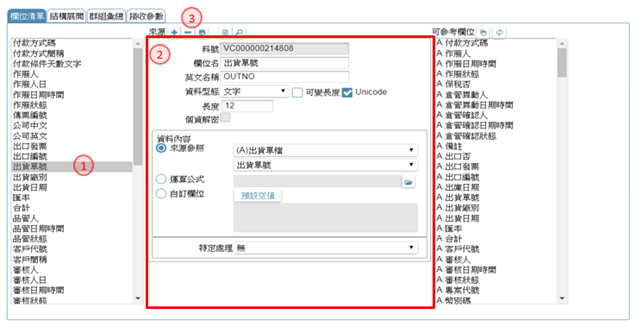 欄位清單 結構展開 群組彙總 接收參數
③
來源
可參考欄位
付款方式碼
付款方式簡稱
付款條件天數文字
作廢人
作廢人日
作廢日期時間
作廢狀態
傳票編號
公司中文
公司英文
出口發票
出口編號
出貨單號
出貨廠別
出貨日期
匯率
合計
品管人
品管日期時間
品管狀態
客戶代號
客戶簡稱
審核人
審核人日
審核日期時間
審核狀態
①
②
料號 VC000000214808
欄位名 出貨單號
英文名稱 OUTNO
資料型態 文字 可變長度 Unicode
長度 12
個資解密
資料內容
來源參照 (A)出貨單檔
出貨單號
運算公式
自訂欄位 預設空值
特定處理 無
A.付款方式碼
A.作廢人
A.作廢日期時間
A.作廢狀態
A.保稅否
A.倉管異動人
A.倉管異動日期時間
A.倉管確認人
A.倉管確認日期時間
A.倉管確認狀態
A.備註
A.出口否
A.出口發票
A.出口編號
A.出庫日期
A.出貨單號
A.出貨廠別
A.出貨日期
A.匯率
A.合計
A.客戶代號
A.審核人
A.審核日期時間
A.審核狀態
A.專案代號
A.幣別碼